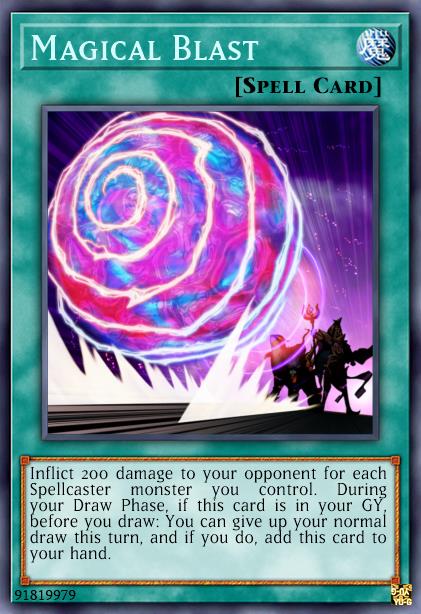 Magical Blast
魔
[Spell Card]
Inflict 200 damage to your opponent for each
Spellcaster monster you control. During
your Draw Phase, if this card is in your GY,
before you draw: You can give up your normal
draw this turn, and if you do, add this card to
your hand.
91819979